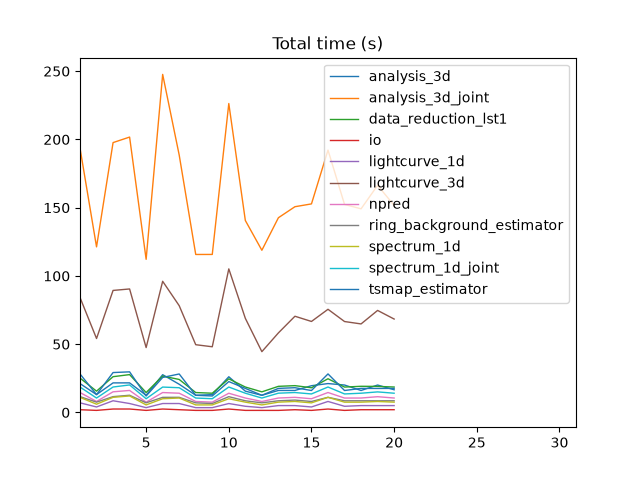 Total time (s)
analysis_3d
analysis_3d_joint
data_reduction_lst1
io
lightcurve_1d
lightcurve_3d
npred
ring_background_estimator
spectrum_1d
spectrum_1d_joint
tsmap_estimator
250
200
150
100
50
0
5
10
15
20
25
30